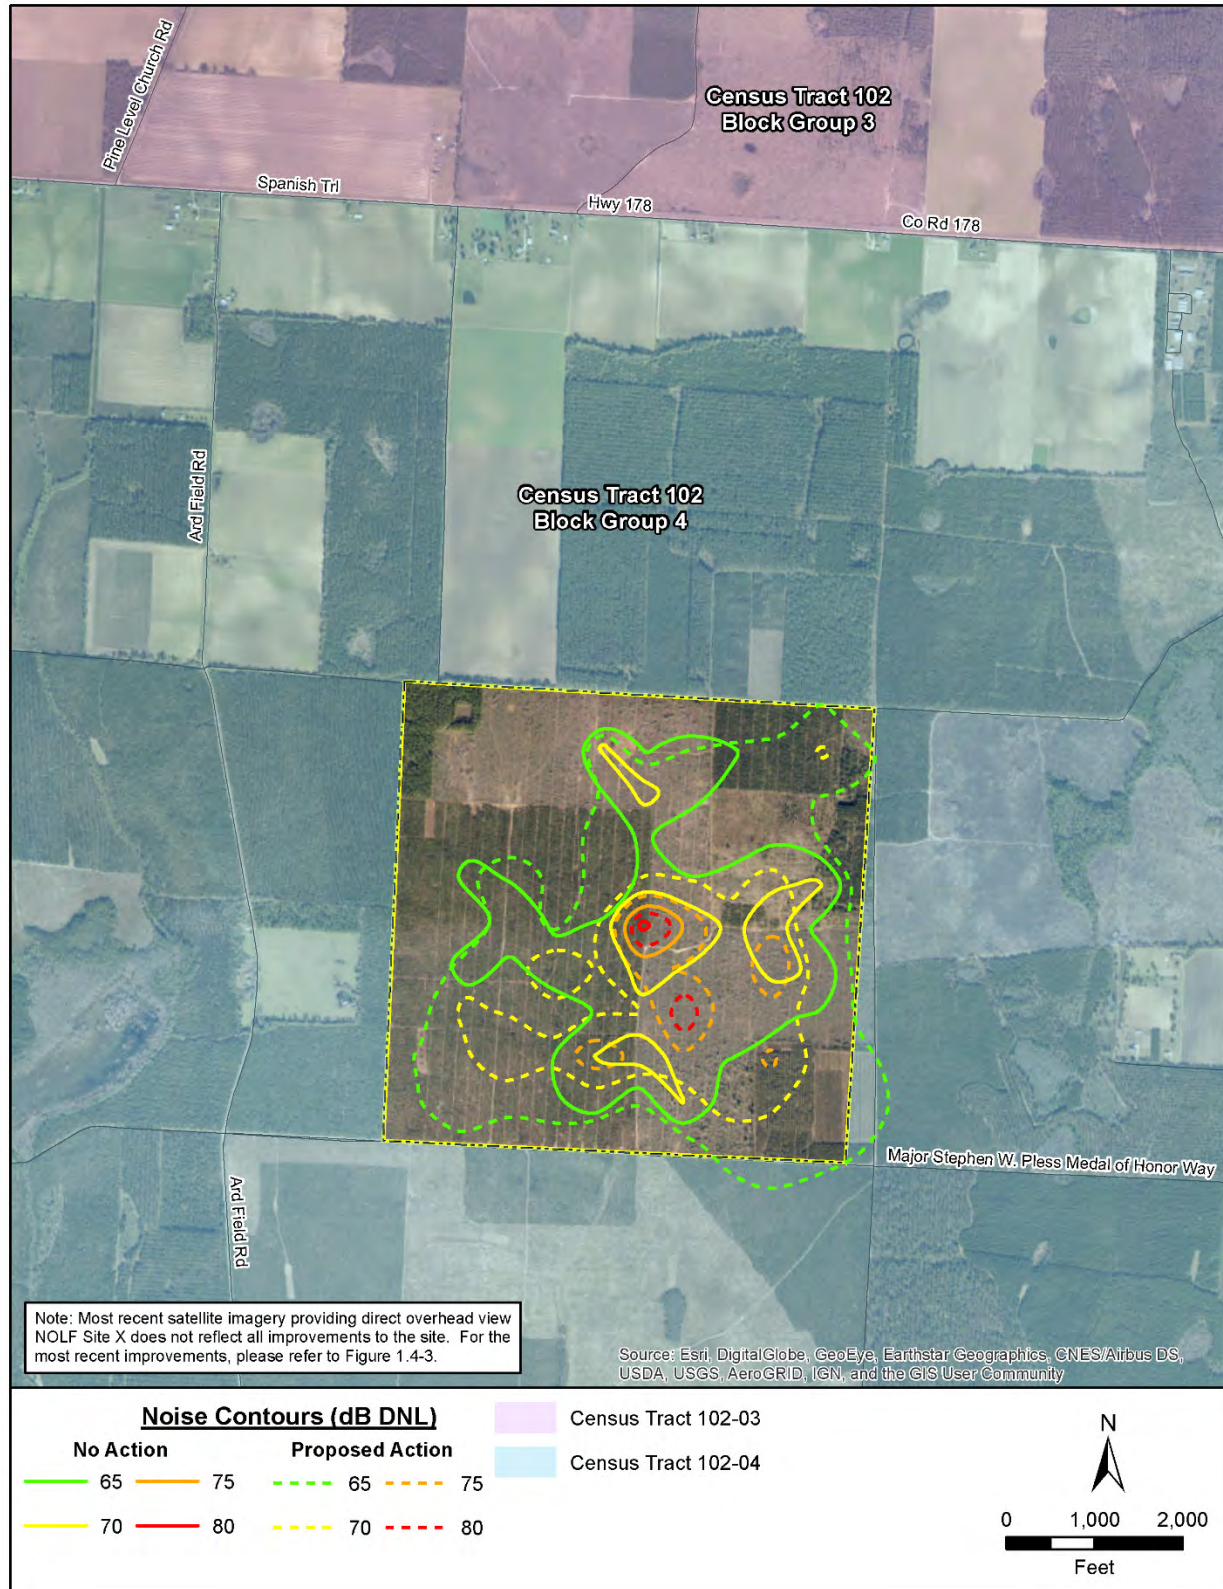 Pine Level Church Rd
Census Tract 102
Block Group 3
Spanish Trl
Hwy 178
Co Rd 178
Ard Field Rd
Census Tract 102
Block Group 4
Major Stephen W. Pless Medal of Honor Way
Ard Field Rd
Note: Most recent satellite imagery providing direct overhead view
NOLF Site X does not reflect all improvements to the site. For the
most recent improvements, please refer to Figure 1.4-3.
Source: Esri, DigitalGlobe, GeoEye, Earthstar Geographics, CNES/Airbus DS,
USDA, USGS, AeroGRID, IGN, and the GIS User Community
Noise Contours (dB DNL)
No Action
Proposed Action
65
75
65
75
70
80
70
80
Census Tract 102-03
Census Tract 102-04
N
0 1,000 2,000
Feet